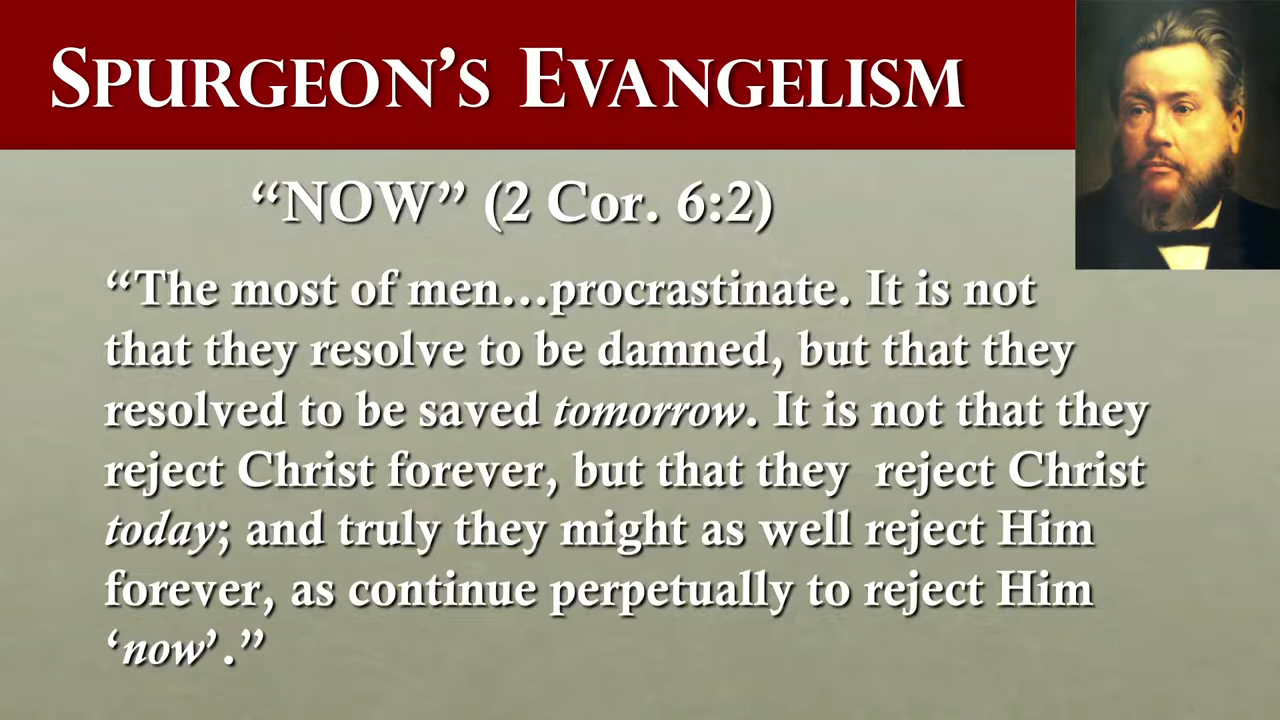 SPURGEON’S EVANGELISM
“NOW” (2 Cor. 6:2)
“The most of men...procrastinate. It is not
that they resolve to be damned, but that they
resolved to be saved tomorrow. It is not that they
reject Christ forever, but that they reject Christ
today; and truly they might as well reject Him
forever, as continue perpetually to reject Him
‘now’.”